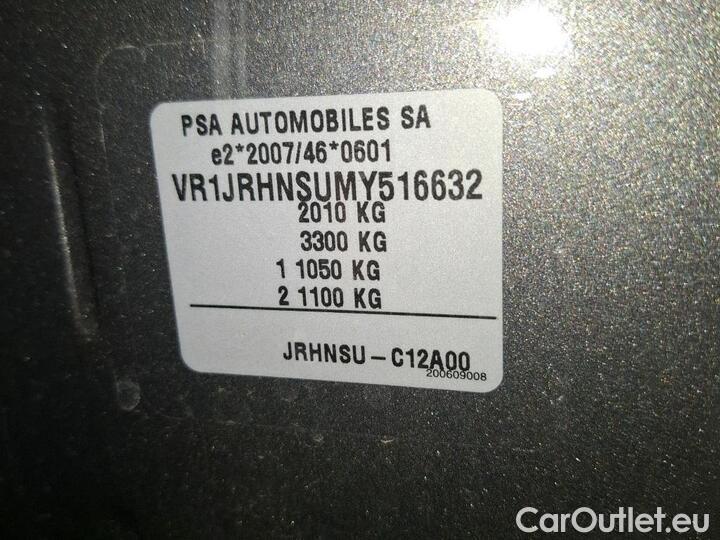 PSA AUTOMOBILES SA
e2*2007/46*0601
VR1JRHNSUMY516632
2010 KG
3300 KG
1 1050 KG
2 1100 KG
JRHNSU-C12A00
200609008
CarOutlet.eu